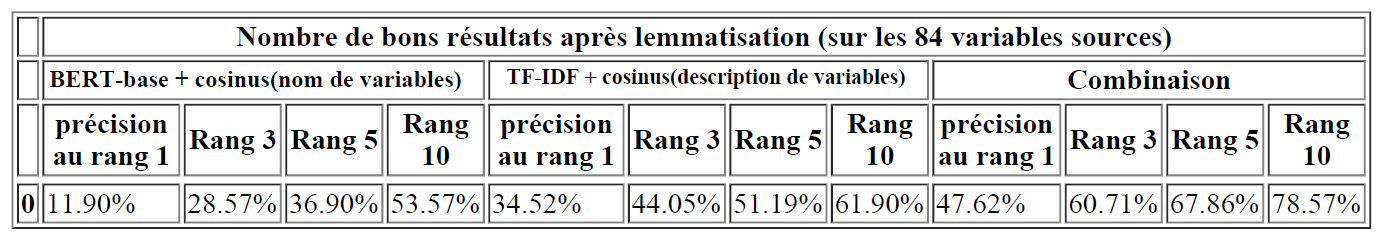 Nombre de bons résultats après lemmatisation (sur les 84 variables sources)
BERT-base + cosinus(nom de variables) TF-IDF + cosinus(description de variables) Combinaison
précision au rang 1 Rang 3 Rang 5 Rang 10 précision au rang 1 Rang 3 Rang 5 Rang 10 précision au rang 1 Rang 3 Rang 5 Rang 10
0 11.90% 28.57% 36.90% 53.57% 34.52% 44.05% 51.19% 61.90% 47.62% 60.71% 67.86% 78.57%